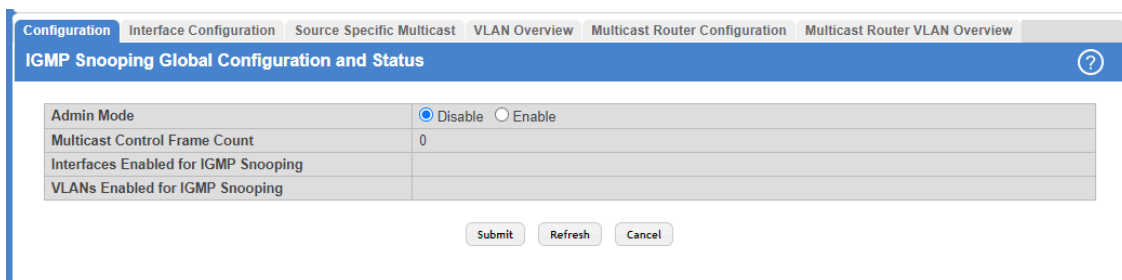 Configuration Interface Configuration Source Specific Multicast VLAN Overview Multicast Router Configuration Multicast Router VLAN Overview
IGMP Snooping Global Configuration and Status ?
Admin Mode Disable Enable
Multicast Control Frame Count 0
Interfaces Enabled for IGMP Snooping
VLANs Enabled for IGMP Snooping
Submit Refresh Cancel